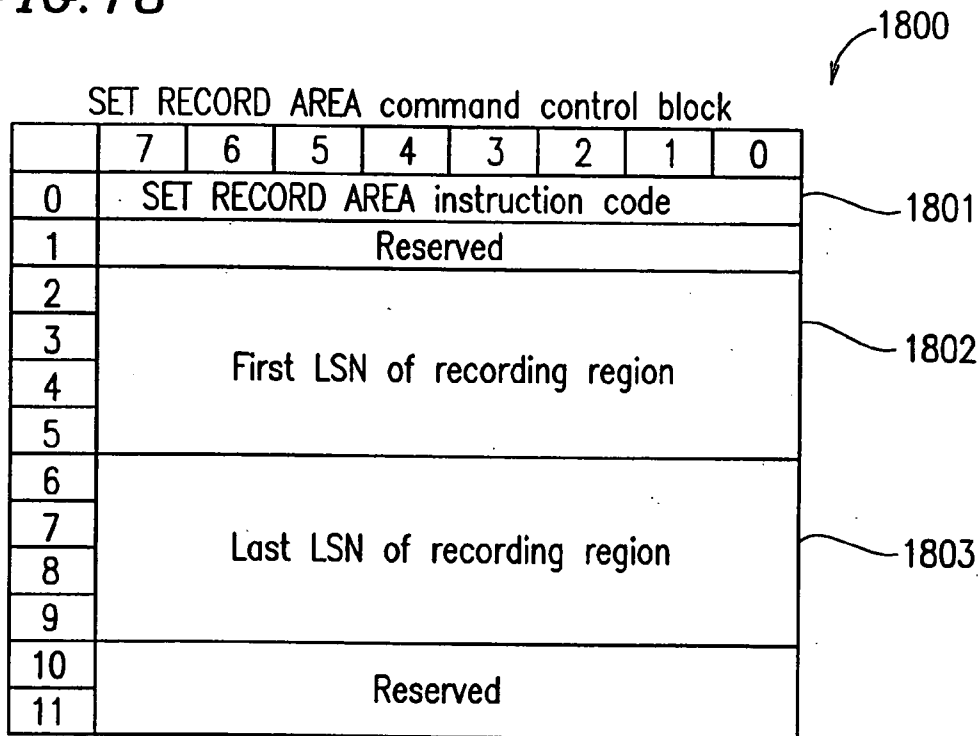 FIG. 18
1800
SET RECORD AREA command control block
7 6 5 4 3 2 1 0
0 SET RECORD AREA instruction code 1801
1 Reserved
2
3 First LSN of recording region 1802
4
5
6
7 Last LSN of recording region 1803
8
9
10 Reserved
11